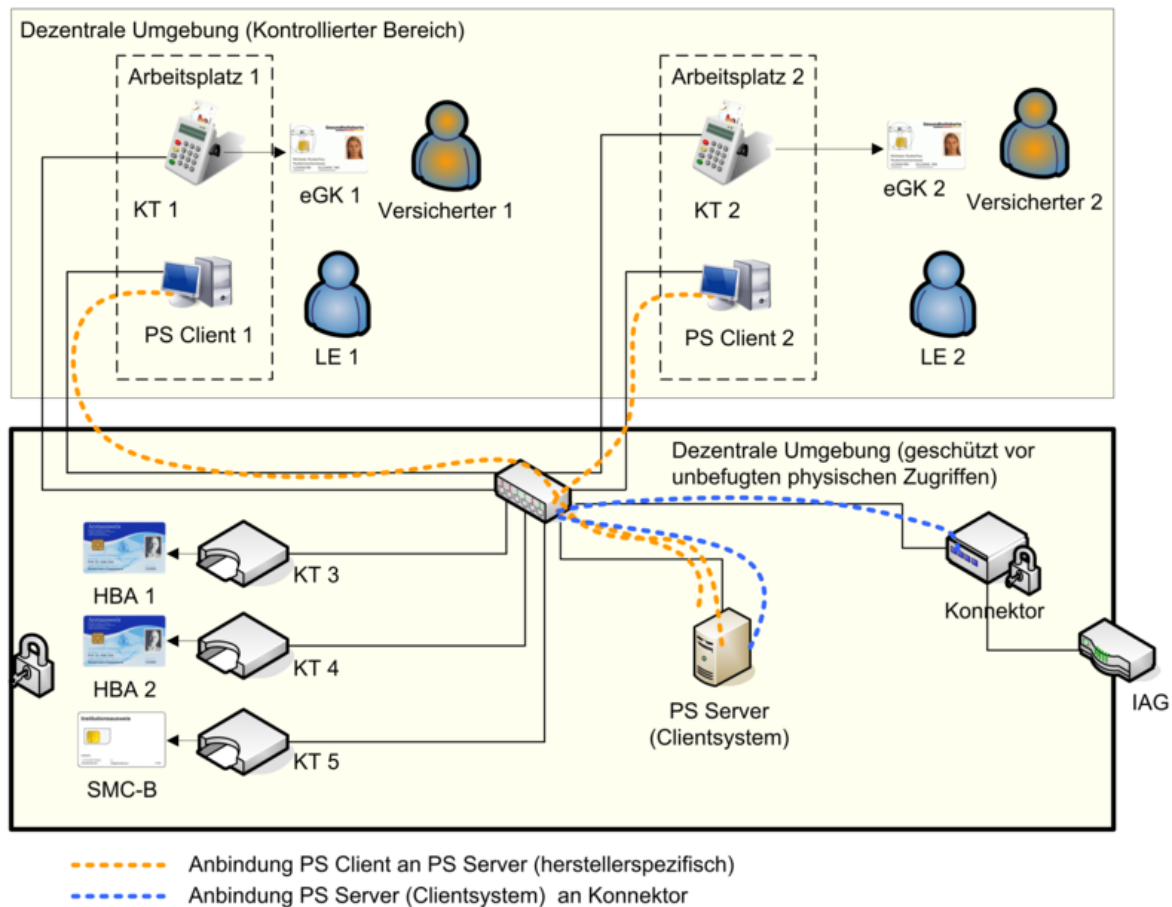 Dezentrale Umgebung (Kontrollierter Bereich)
Arbeitsplatz 1
Arbeitsplatz 2
KT 1
eGK 1
Versicherter 1
KT 2
eGK 2
Versicherter 2
PS Client 1
LE 1
PS Client 2
LE 2
Dezentrale Umgebung (geschützt vor
unbefugten physischen Zugriffen)
HBA 1
KT 3
Konnektor
HBA 2
KT 4
PS Server
(Clientsystem)
IAG
Institutionsausweis
SMC-B
KT 5
Anbindung PS Client an PS Server (herstellerspezifisch)
Anbindung PS Server (Clientsystem) an Konnektor